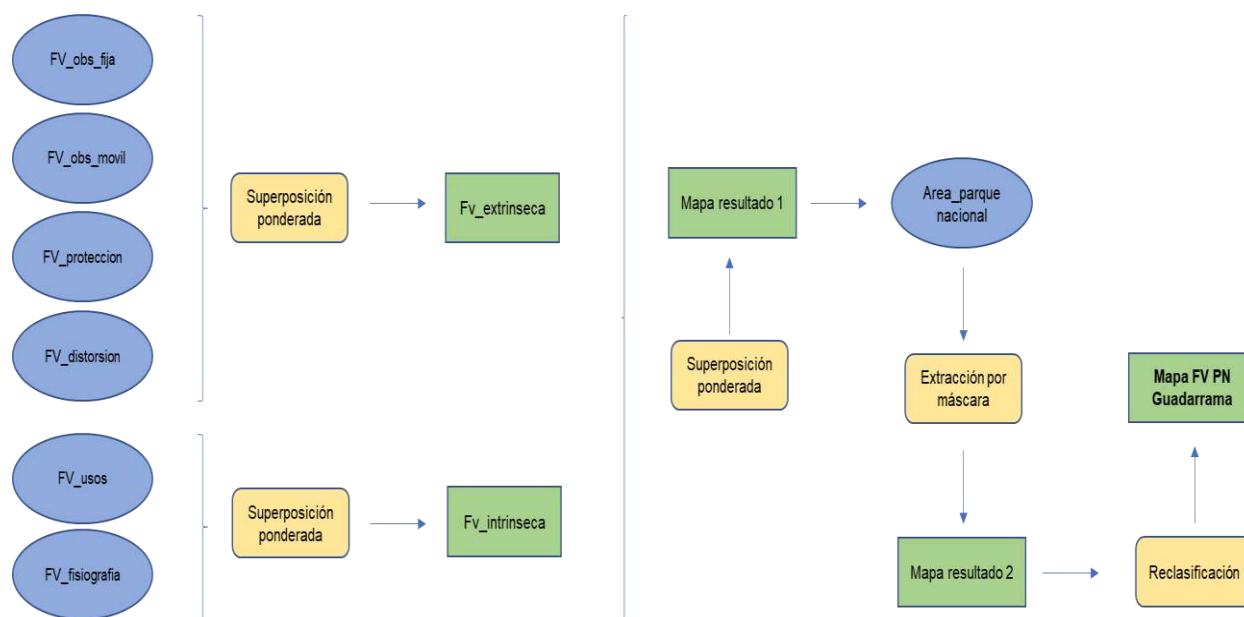 FV_obs_fija
FV_obs_movil
FV_proteccion
FV_distorsion
Superposición
ponderada
Fv_extrinseca
FV_usos
FV_fisiografia
Superposición
ponderada
Fv_intrinseca
Superposición
ponderada
Mapa resultado 1
Area_parque
nacional
Extracción por
máscara
Mapa resultado 2
Reclasificación
Mapa FV PN
Guadarrama